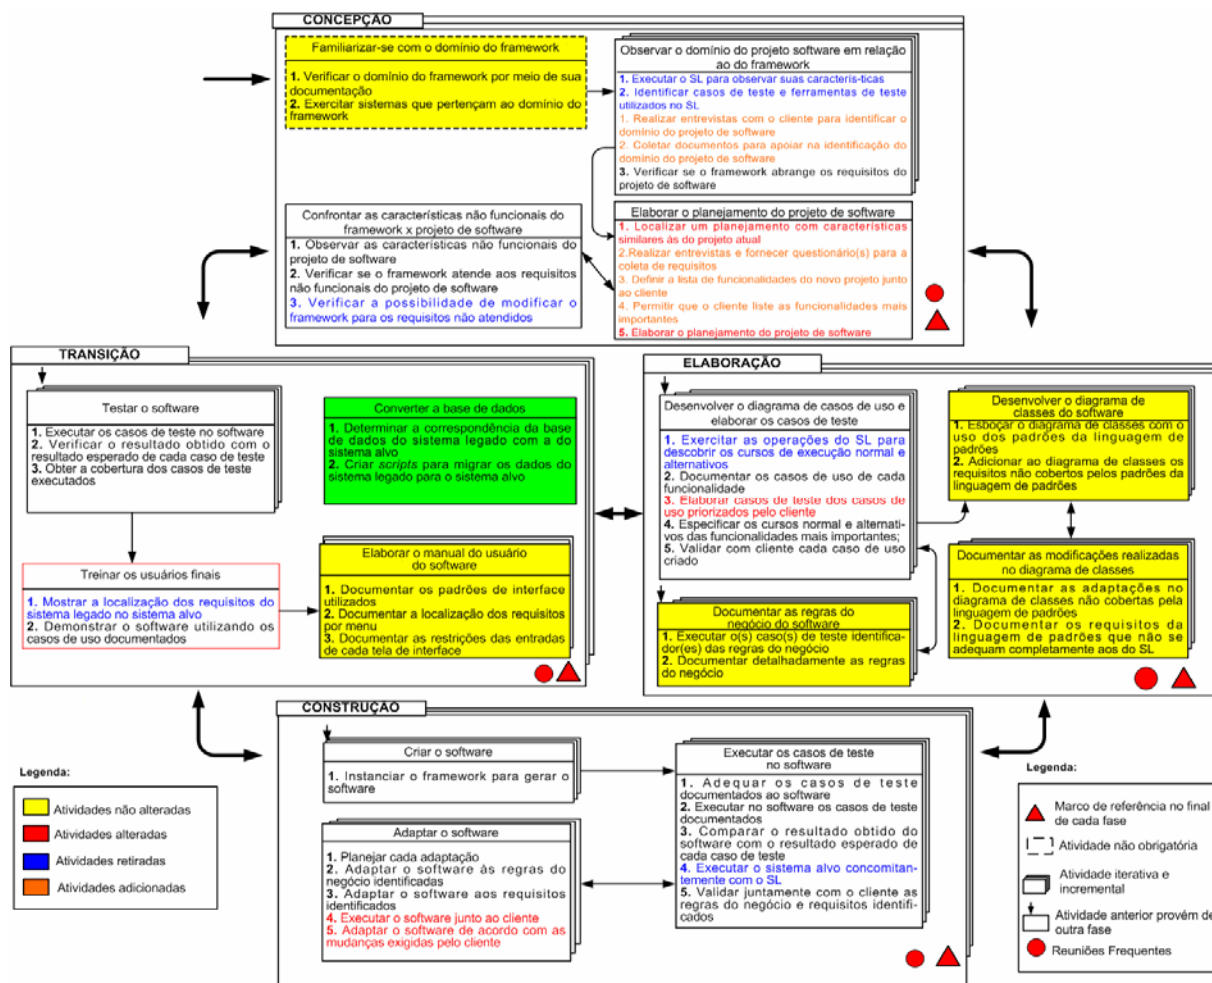 CONCEPÇÃO
Familiarizar-se com o domínio do framework
1. Verificar o domínio do framework por meio de sua
documentação
2. Exercitar sistemas que pertençam ao domínio do
framework
Observar o domínio do projeto software em relação
ao do framework
1. Executar o SL para observar suas caracterís-ticas
2. Identificar casos de teste e ferramentas de teste
utilizados no SL
1. Realizar entrevistas com o cliente para identificar o
domínio do projeto de software
2. Coletar documentos para apoiar na identificação do
domínio do projeto de software
3. Verificar se o framework abrange os requisitos do
projeto de software
Confrontar as características não funcionais do
framework x projeto de software
1. Observar as características não funcionais do
projeto de software
2. Verificar se o framework atende aos requisitos
não funcionais do projeto de software
3. Verificar a possibilidade de modificar o
framework para os requisitos não atendidos
Elaborar o planejamento do projeto de software
1. Localizar um planejamento com características
similares às do projeto atual
2.Realizar entrevistas e fornecer questionário(s) para a
coleta de requisitos
3. Definir a lista de funcionalidades do novo projeto junto
ao cliente
4. Permitir que o cliente liste as funcionalidades mais
importantes
5. Elaborar o planejamento do projeto de software
TRANSIÇÃO
Testar o software
1. Executar os casos de teste no software
2. Verificar o resultado obtido com o
resultado esperado de cada caso de teste
3. Obter a cobertura dos casos de teste
executados
Converter a base de dados
1. Determinar a correspondência da base
de dados do sistema legado com a do
sistema alvo
2. Criar scripts para migrar os dados do
sistema legado para o sistema alvo
Treinar os usuários finais
1. Mostrar a localização dos requisitos do
sistema legado no sistema alvo
2. Demonstrar o software utilizando os
casos de uso documentados
Elaborar o manual do usuário
do software
1. Documentar os padrões de interface
utilizados
2. Documentar a localização dos requisitos
por menu
3. Documentar as restrições das entradas
de cada tela de interface
ELABORAÇÃO
Desenvolver o diagrama de casos de uso e
elaborar os casos de teste
1. Exercitar as operações do SL para
descobrir os cursos de execução normal e
alternativos
2. Documentar os casos de uso de cada
funcionalidade
3. Elaborar casos de teste dos casos de
uso priorizados pelo cliente
4. Especificar os cursos normal e alternati-
vos das funcionalidades mais importantes;
5. Validar com cliente cada caso de uso
criado
Desenvolver o diagrama de
classes do software
1. Esboçar o diagrama de classes com o
uso dos padrões da linguagem de
padrões
2. Adicionar ao diagrama de classes os
requisitos não cobertos pelos padrões da
linguagem de padrões
Documentar as regras do
negócio do software
1. Executar o(s) caso(s) de teste identifica-
dor(es) das regras do negócio
2. Documentar detalhadamente as regras
do negócio
Documentar as modificações realizadas
no diagrama de classes
1. Documentar as adaptações no
diagrama de classes não cobertas pela
linguagem de padrões
2. Documentar os requisitos da
linguagem de padrões que não se
adequam completamente aos do SL
CONSTRUÇÃO
Criar o software
1. Instanciar o framework para gerar o
software
Adaptar o software
1. Planejar cada adaptação
2. Adaptar o software às regras do
negócio identificadas
3. Adaptar o software aos requisitos
identificados
4. Executar o software junto ao cliente
5. Adaptar o software de acordo com as
mudanças exigidas pelo cliente
Executar os casos de teste
no software
1. Adequar os casos de teste
documentados ao software
2. Executar no software os casos de teste
documentados
3. Comparar o resultado obtido do
software com o resultado esperado de
cada caso de teste
4. Executar o sistema alvo concomitan-
temente com o SL
5. Validar juntamente com o cliente as
regras do negócio e requisitos identifi-
cados
Legenda:
Atividades não alteradas
Atividades alteradas
Atividades retiradas
Atividades adicionadas
Legenda:
Marco de referência no final
de cada fase
Atividade não obrigatória
Atividade iterativa e
incremental
Atividade anterior provém de
outra fase
Reuniões Frequentes